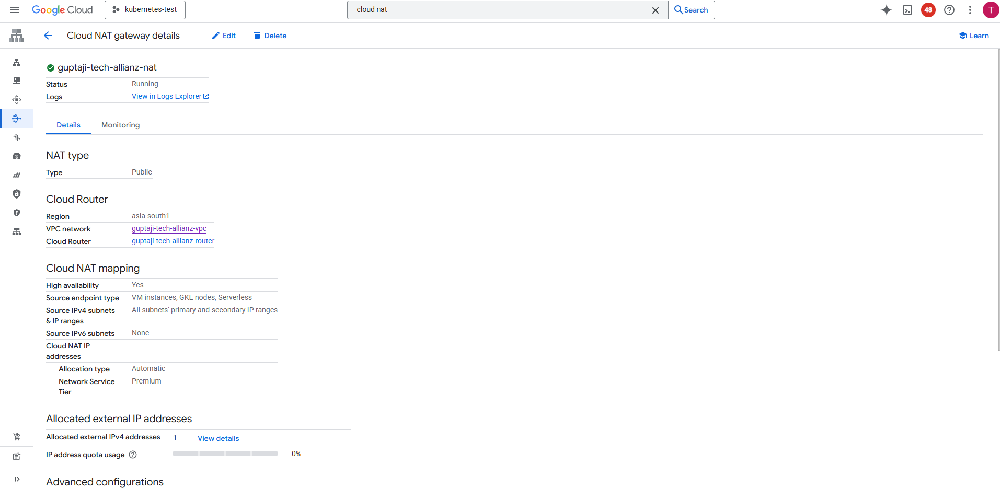 Google Cloud
kubernetes-test
cloud nat
Search
48
T
Cloud NAT gateway details
Edit
Delete
Learn
guptaji-tech-allianz-nat
Status Running
Logs View in Logs Explorer
Details Monitoring
NAT type
Type Public
Cloud Router
Region asia-south1
VPC network guptaji-tech-allianz-vpc
Cloud Router guptaji-tech-allianz-router
Cloud NAT mapping
High availability Yes
Source endpoint type VM instances, GKE nodes, Serverless
Source IPv4 subnets All subnets' primary and secondary IP ranges
& IP ranges
Source IPv6 subnets None
Cloud NAT IP
addresses
Allocation type Automatic
Network Service Premium
Tier
Allocated external IP addresses
Allocated external IPv4 addresses 1 View details
IP address quota usage 0%
Advanced configurations